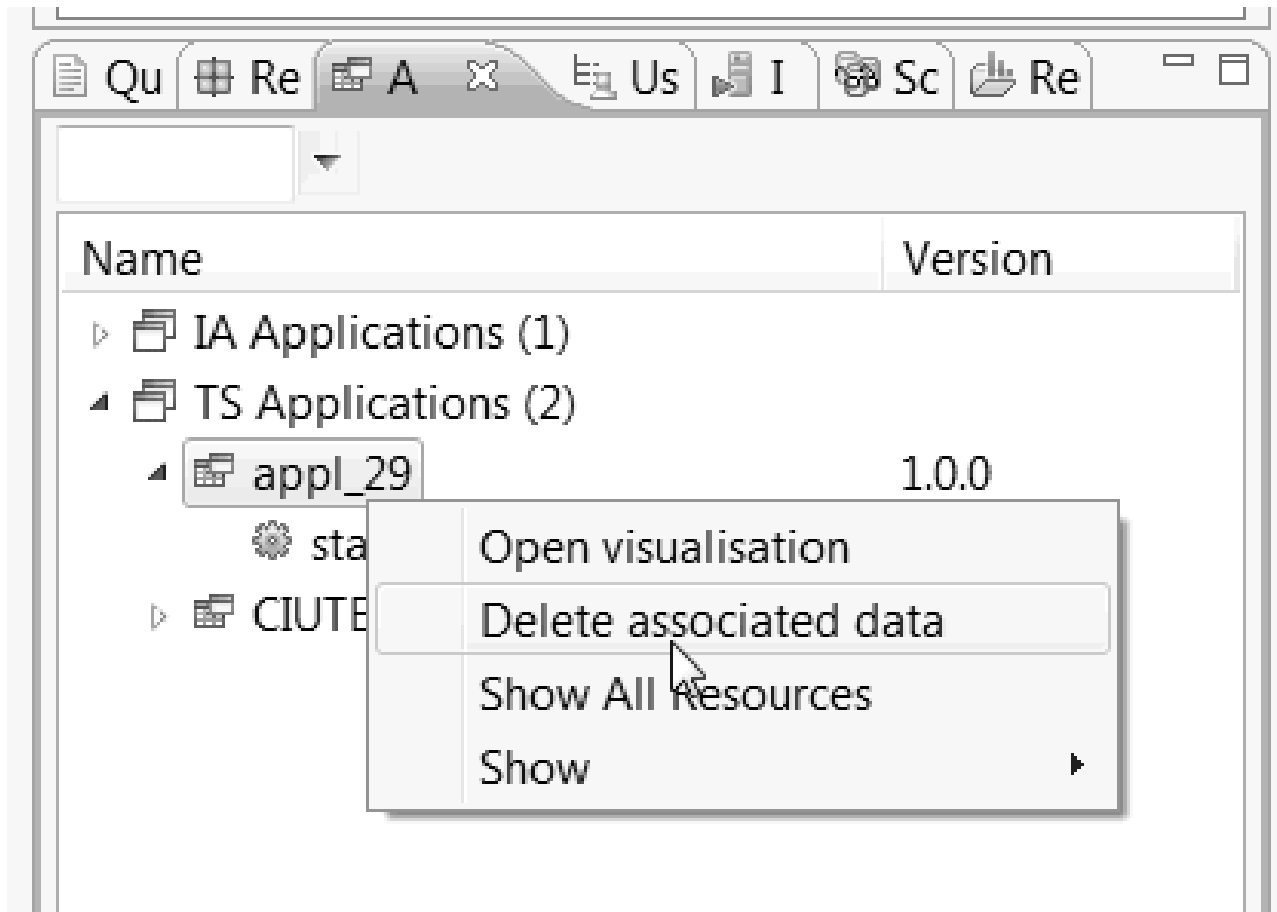 Qu Re A Us I Sc Re
Name Version
IA Applications (1)
TS Applications (2)
appl_29 1.0.0
sta
Open visualisation
CIUTE
Delete associated data
Show All Resources
Show